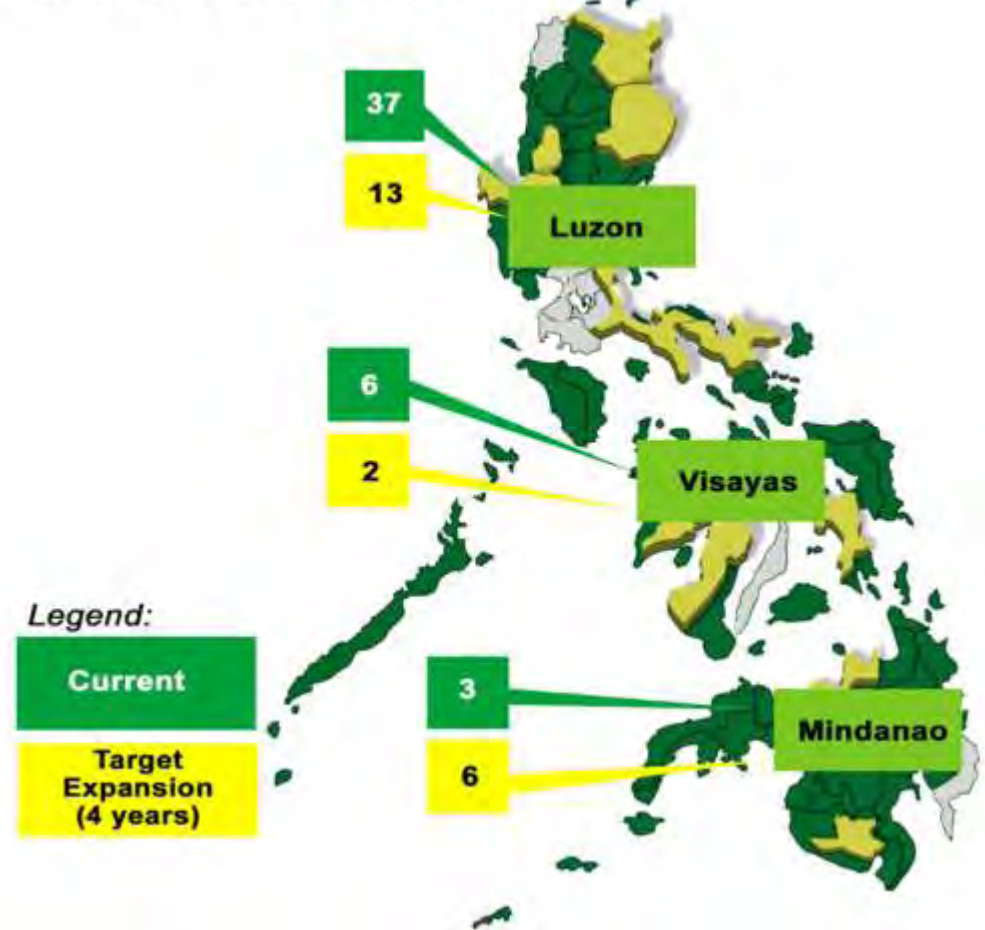 37
13
Luzon
6
2
Visayas
Legend:
Current
Target
Expansion
(4 years)
3
6
Mindanao